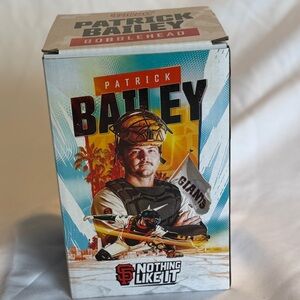 PATRICK
BAILEY
BOBBLEHEAD
PATRICK
BAILEY
GIANTS
SF NOTHING
LIKE IT